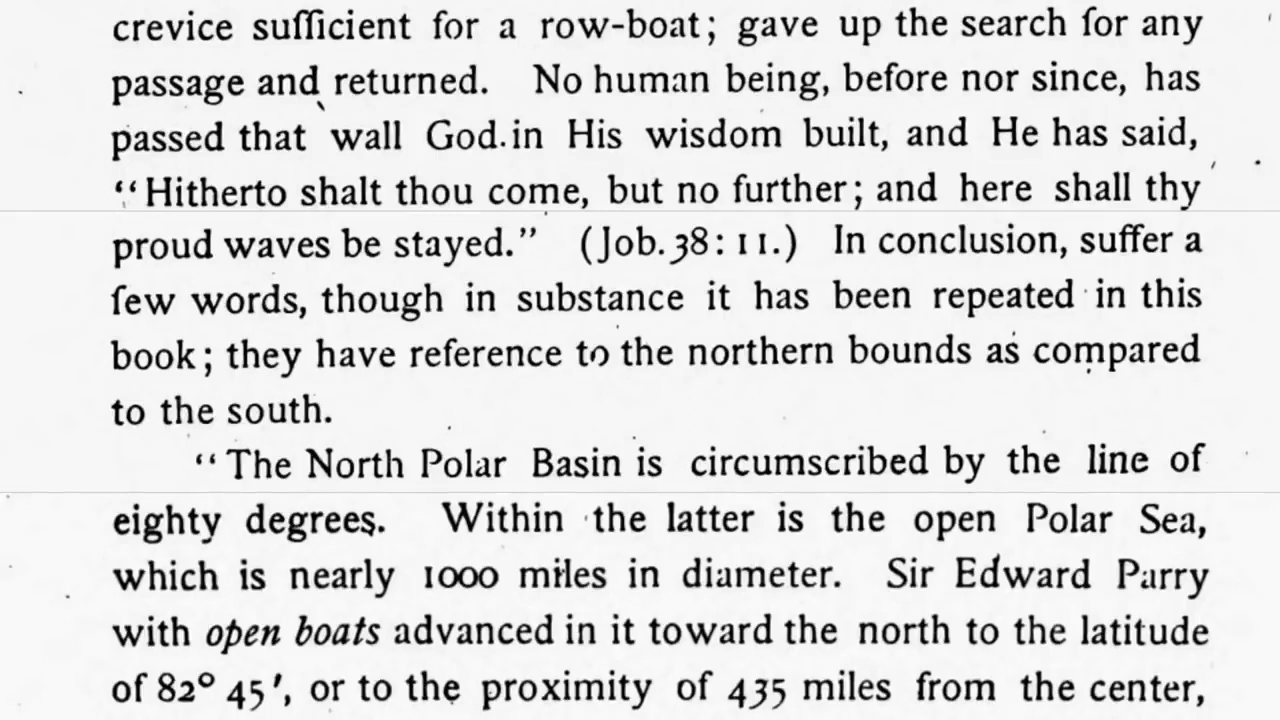 crevice sufficient for a row-boat; gave up the search for any
passage and returned. No human being, before nor since, has
passed that wall God in His wisdom built, and He has said,
“Hitherto shalt thou come, but no further; and here shall thy
proud waves be stayed.” (Job. 38: 11.) In conclusion, suffer a
few words, though in substance it has been repeated in this
book; they have reference to the northern bounds as compared
to the south.
“The North Polar Basin is circumscribed by the line of
eighty degrees. Within the latter is the open Polar Sea,
which is nearly 1000 miles in diameter. Sir Edward Parry
with open boats advanced in it toward the north to the latitude
of 82° 45′, or to the proximity of 435 miles from the center,